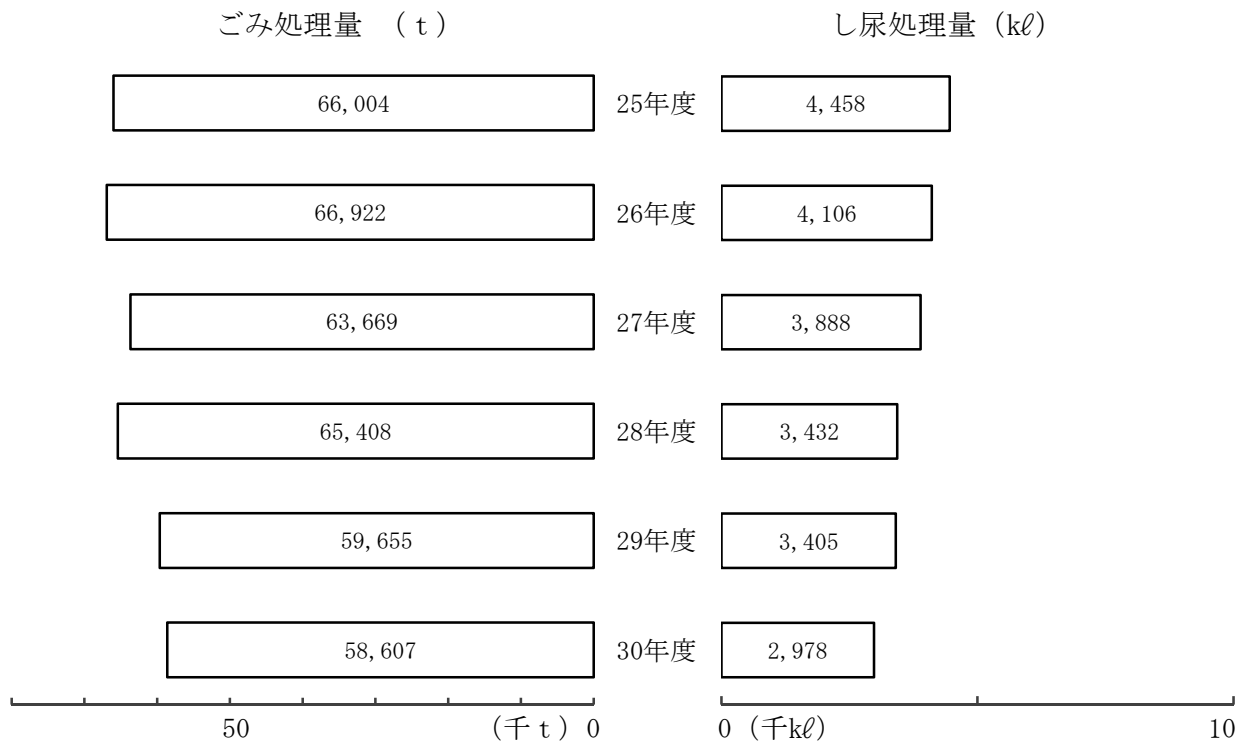 ごみ処理量 （ｔ） し尿処理量（kℓ）
66,004 25年度 4,458
66,922 26年度 4,106
63,669 27年度 3,888
65,408 28年度 3,432
59,655 29年度 3,405
58,607 30年度 2,978
50 （千ｔ）0 0（千kℓ） 10